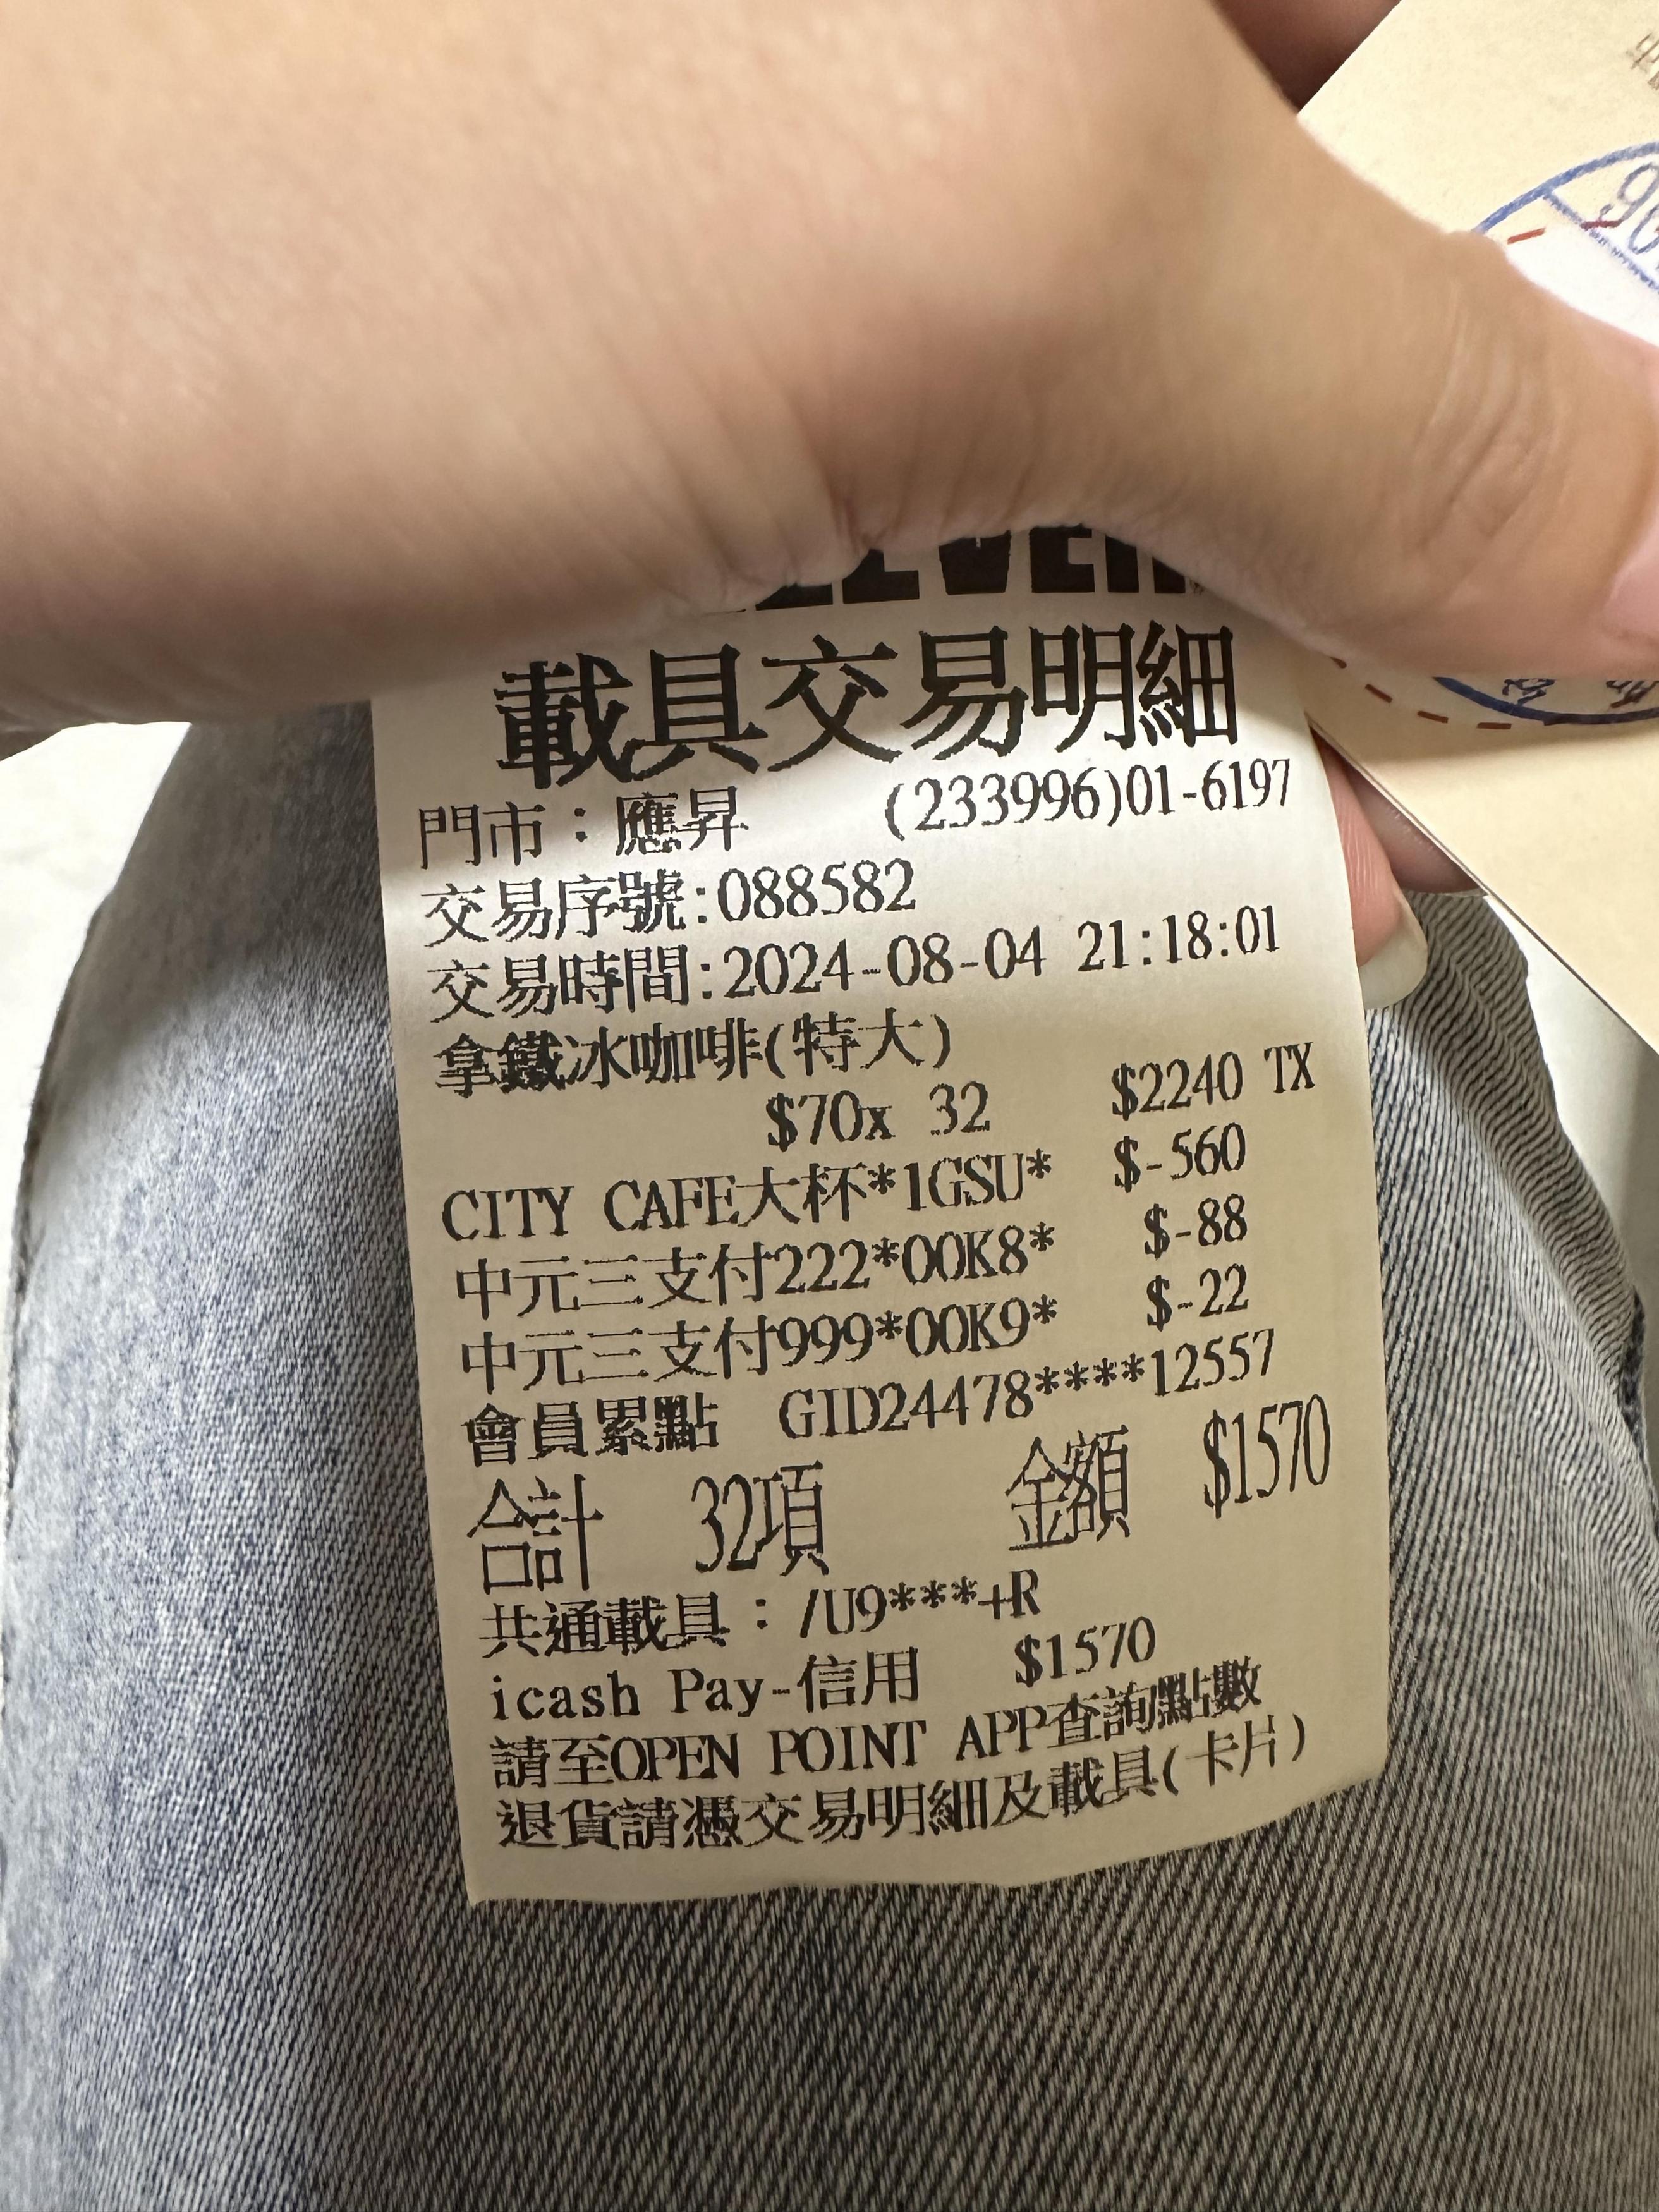 載具交易明細
門市：應昇 (233996)01-6197
交易序號:088582
交易時間:2024-08-04 21:18:01
拿鐵冰咖啡(特大)
$70x 32 $2240 TX
CITY CAFE大杯*1GSU* $-560
中元三支付222*00K8* $-88
中元三支付999*00K9* $-22
會員累點 GID24478****12557
合計 32項 金額 $1570
共通載具：/U9***+R
icash Pay-信用 $1570
請至OPEN POINT APP查詢點數
退貨請憑交易明細及載具(卡片)